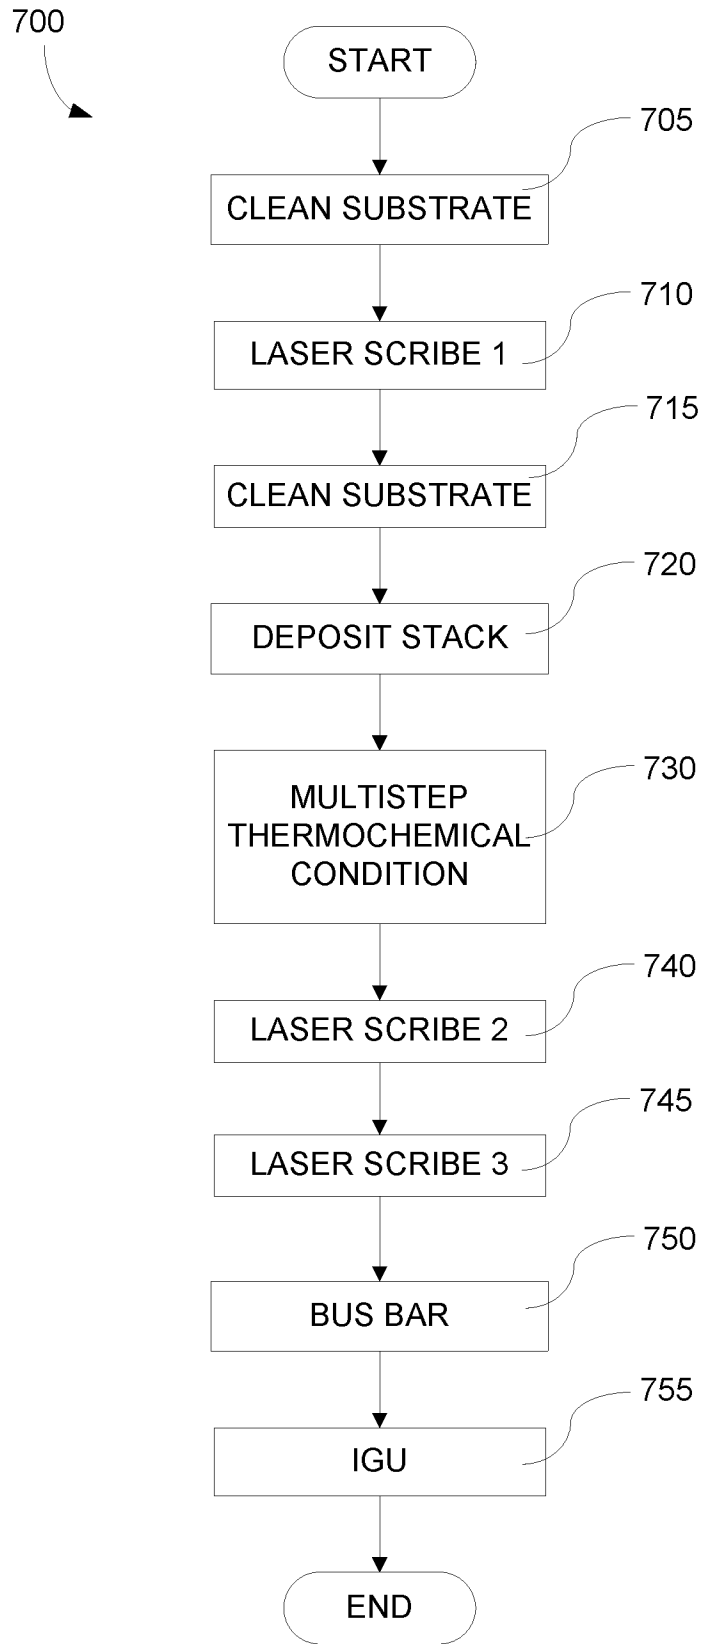 700
START
705
CLEAN SUBSTRATE
710
LASER SCRIBE 1
715
CLEAN SUBSTRATE
720
DEPOSIT STACK
730
MULTISTEP
THERMOCHEMICAL
CONDITION
740
LASER SCRIBE 2
745
LASER SCRIBE 3
750
BUS BAR
755
IGU
END